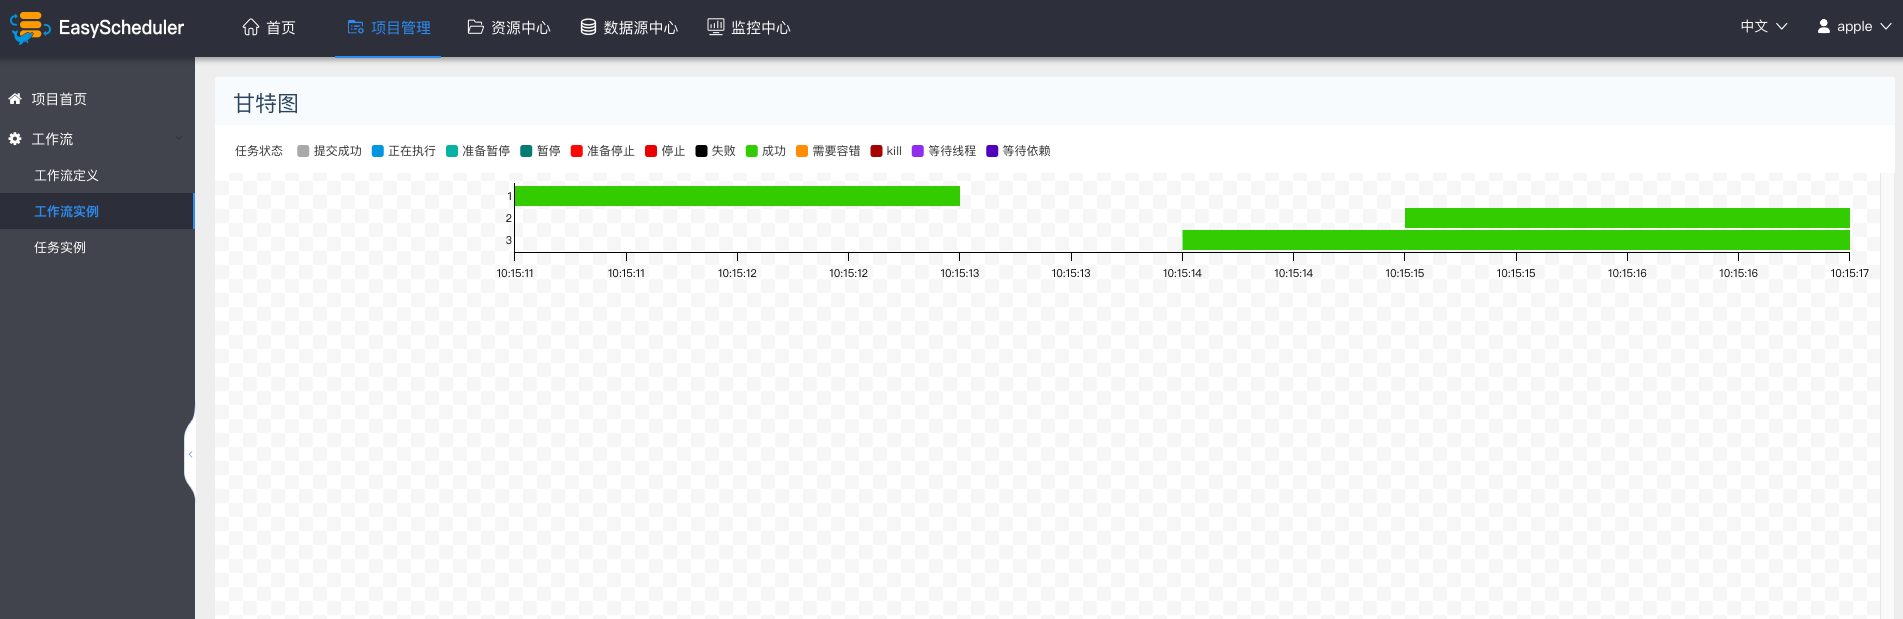 EasyScheduler 首页 项目管理 资源中心 数据源中心 监控中心 中文 apple
项目首页
工作流
工作流定义
工作流实例
任务实例
甘特图
任务状态 提交成功 正在执行 准备暂停 暂停 准备停止 停止 失败 成功 需要容错 kill 等待线程 等待依赖
1
2
3
10:15:11 10:15:11 10:15:12 10:15:12 10:15:13 10:15:13 10:15:14 10:15:14 10:15:15 10:15:15 10:15:16 10:15:16 10:15:17